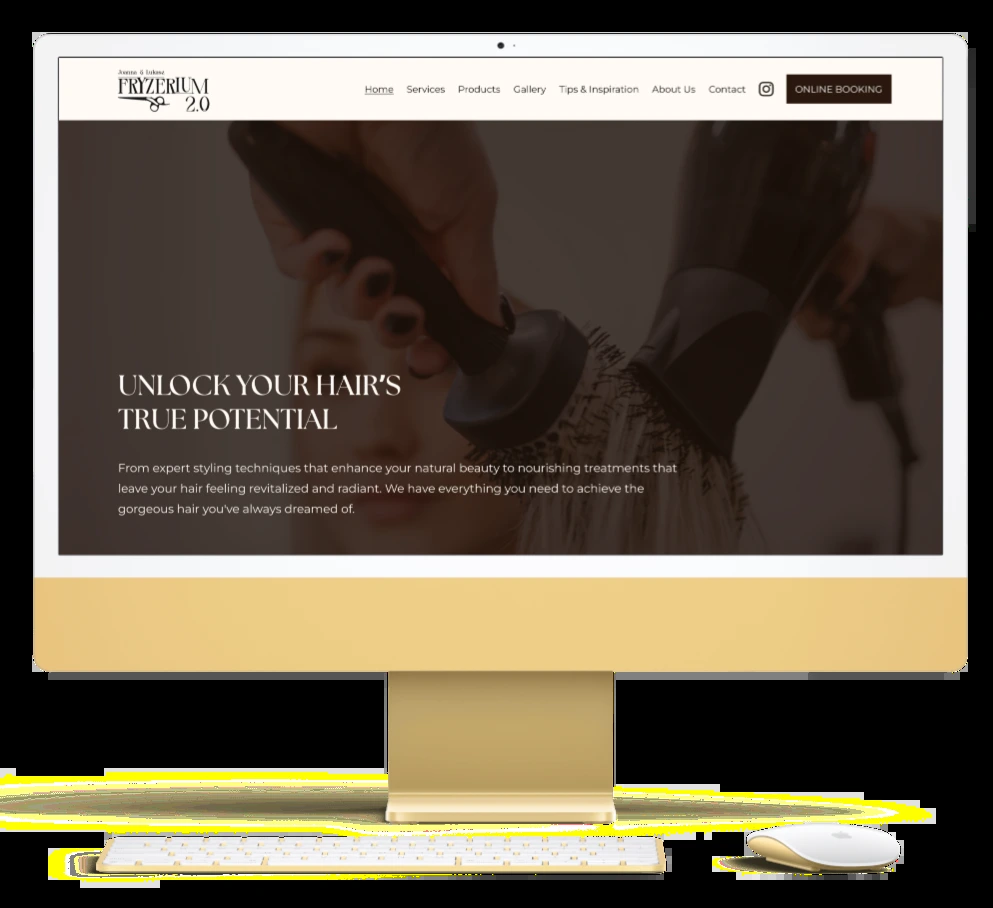 Joanna & Łukasz
FRYZERIUM
2.0
Home Services Products Gallery Tips & Inspiration About Us Contact ONLINE BOOKING
UNLOCK YOUR HAIR'S
TRUE POTENTIAL
From expert styling techniques that enhance your natural beauty to nourishing treatments that
leave your hair feeling revitalized and radiant. We have everything you need to achieve the
gorgeous hair you've always dreamed of.